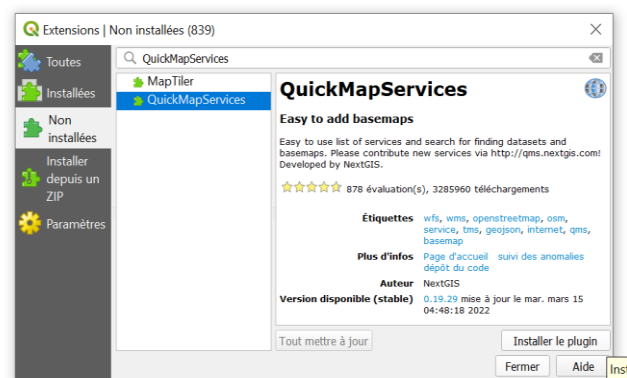 Extensions | Non installées (839)
Toutes
Installées
Non
installées
Installer
depuis un
ZIP
Paramètres
QuickMapServices
MapTiler
QuickMapServices
QuickMapServices
Easy to add basemaps
Easy to use list of services and search for finding datasets and
basemaps. Please contribute new services via http://qms.nextgis.com!
Developed by NextGIS.
878 évaluation(s), 3285960 téléchargements
Étiquettes wfs, wms, openstreetmap, osm,
service, tms, geojson, internet, qms,
basemap
Plus d'infos Page d'accueil suivi des anomalies
dépôt du code
Auteur NextGIS
Version disponible (stable) 0.19.29 mise à jour le mar. mars 15
04:48:18 2022
Tout mettre à jour Installer le plugin
Fermer Aide